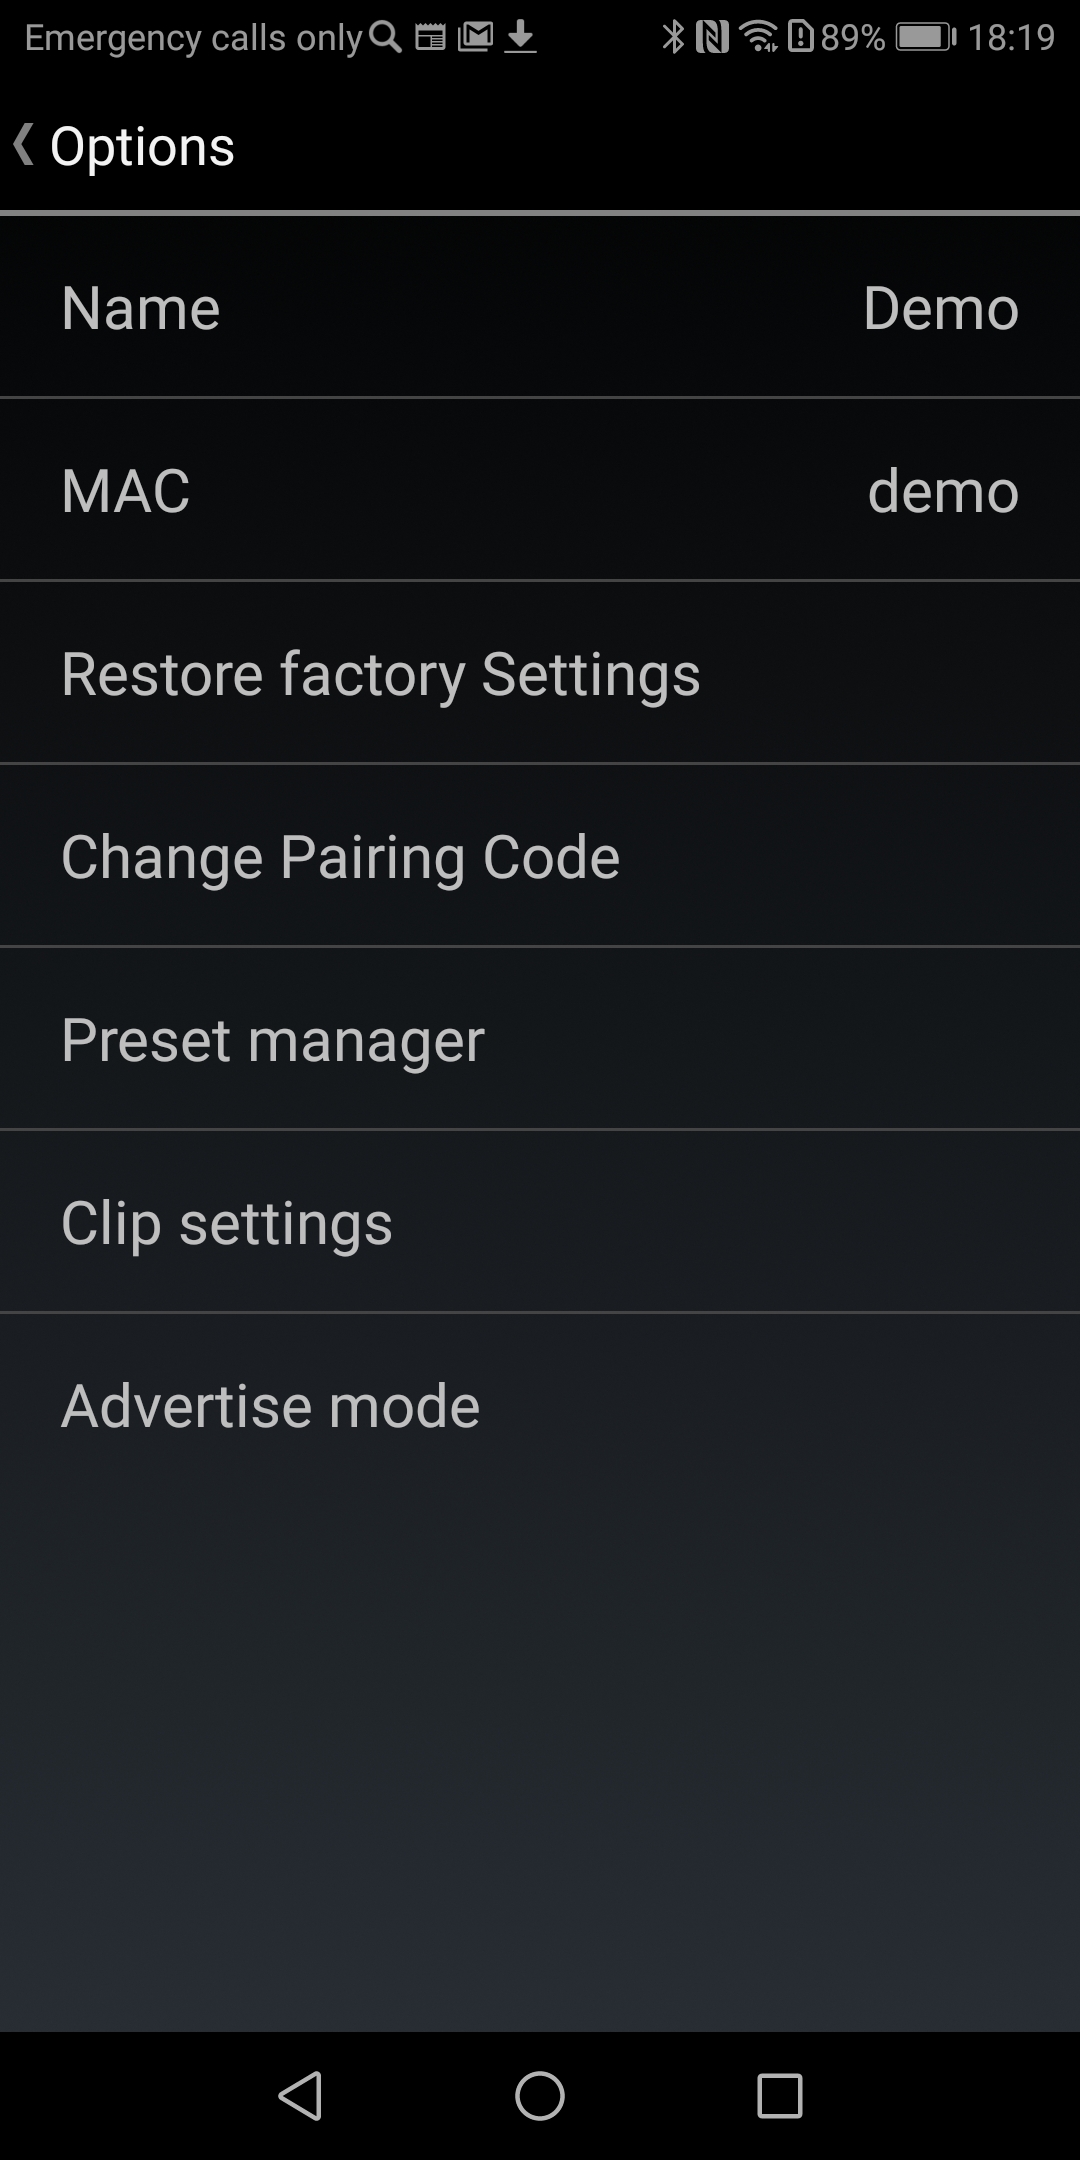 Emergency calls only 89% 18:19
Options
Name Demo
MAC demo
Restore factory Settings
Change Pairing Code
Preset manager
Clip settings
Advertise mode